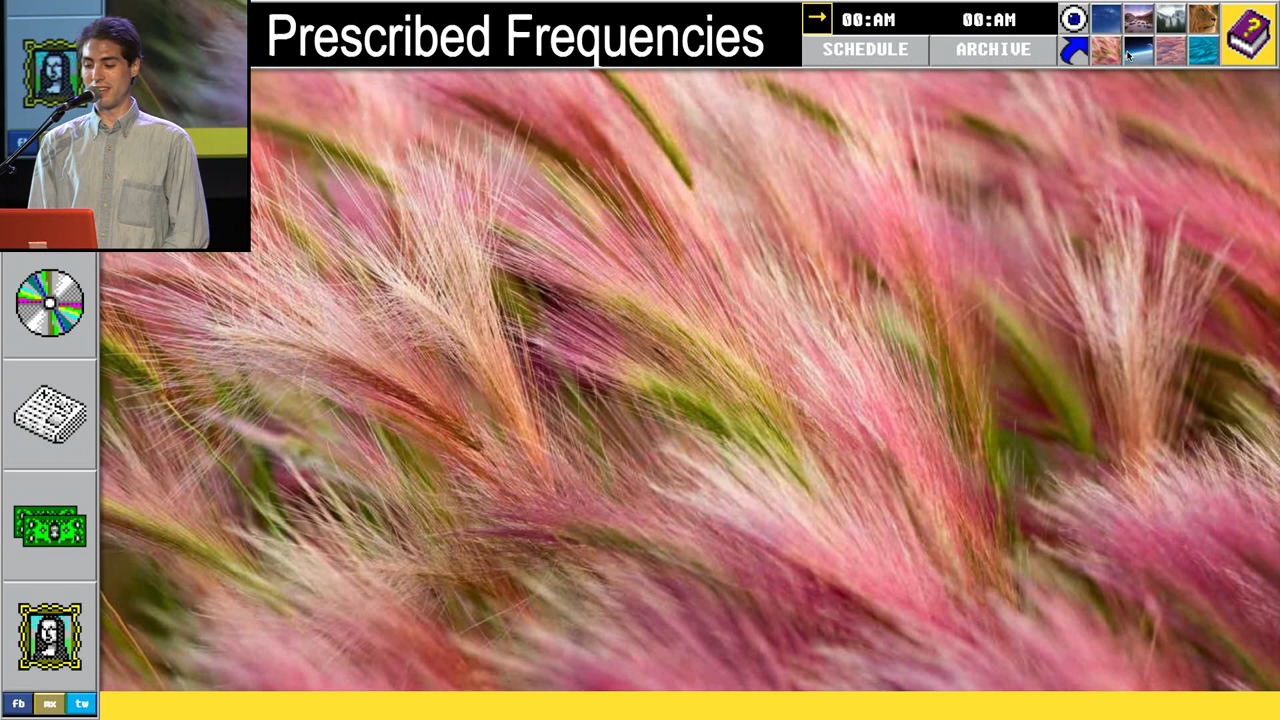 Prescribed Frequencies
00:AM 00:AM
SCHEDULE ARCHIVE
fb mx tw